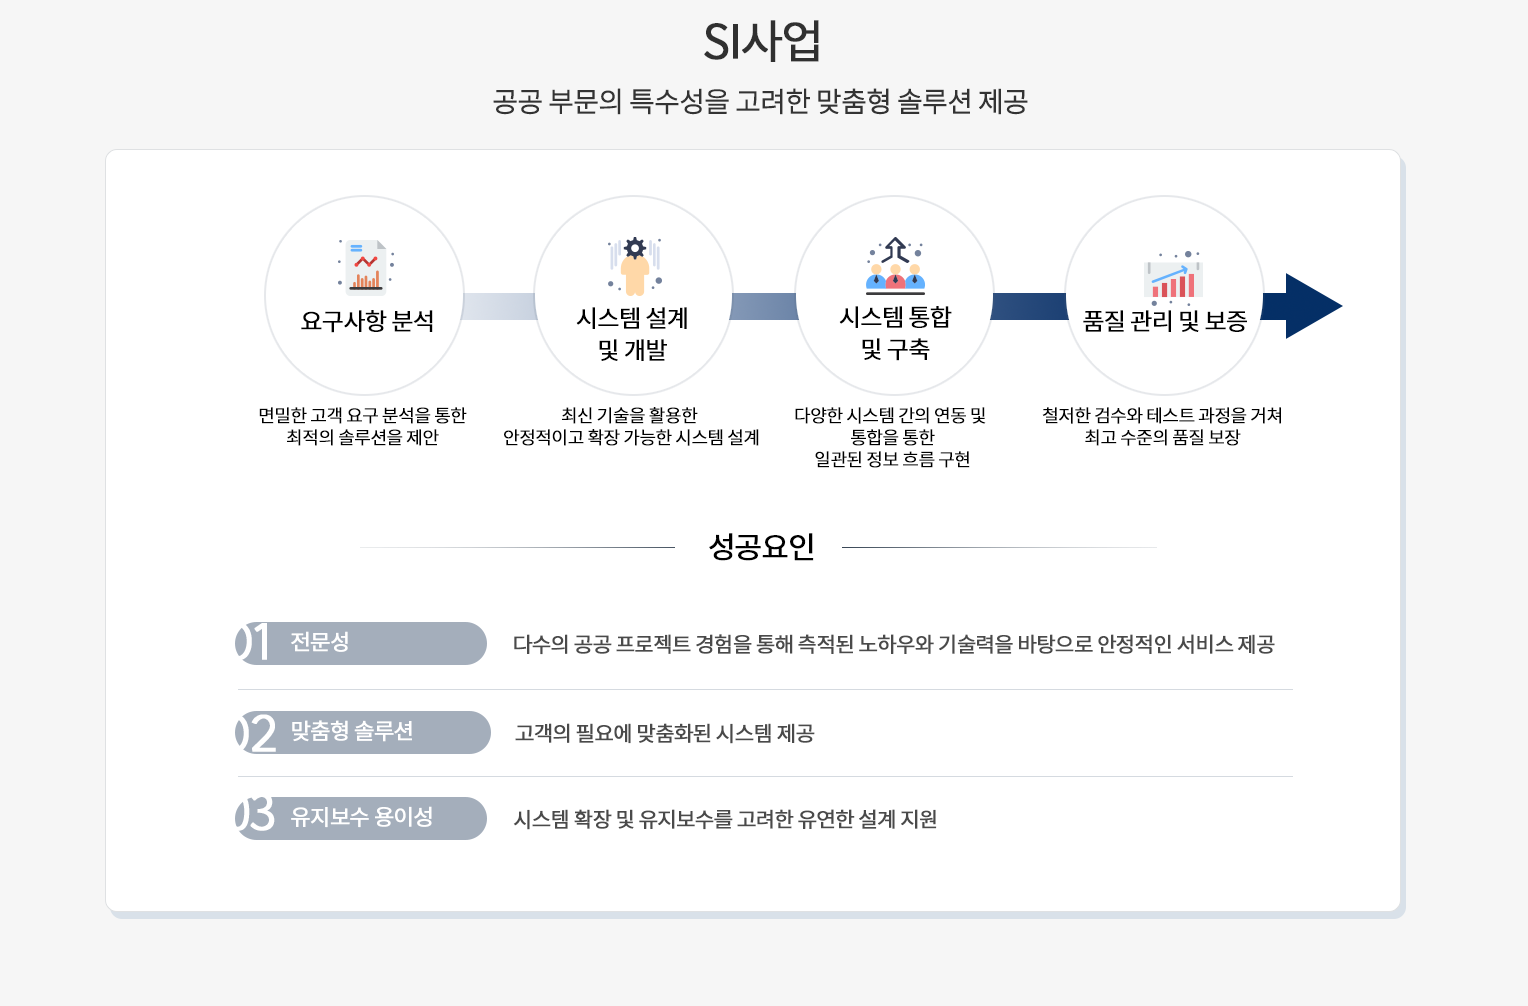 SI사업
공공 부문의 특수성을 고려한 맞춤형 솔루션 제공
요구사항 분석
시스템 설계
및 개발
시스템 통합
및 구축
품질 관리 및 보증
면밀한 고객 요구 분석을 통한
최적의 솔루션을 제안
최신 기술을 활용한
안정적이고 확장 가능한 시스템 설계
다양한 시스템 간의 연동 및
통합을 통한
일관된 정보 흐름 구현
철저한 검수와 테스트 과정을 거쳐
최고 수준의 품질 보장
성공요인
01 전문성
다수의 공공 프로젝트 경험을 통해 측적된 노하우와 기술력을 바탕으로 안정적인 서비스 제공
02 맞춤형 솔루션
고객의 필요에 맞춤화된 시스템 제공
03 유지보수 용이성
시스템 확장 및 유지보수를 고려한 유연한 설계 지원